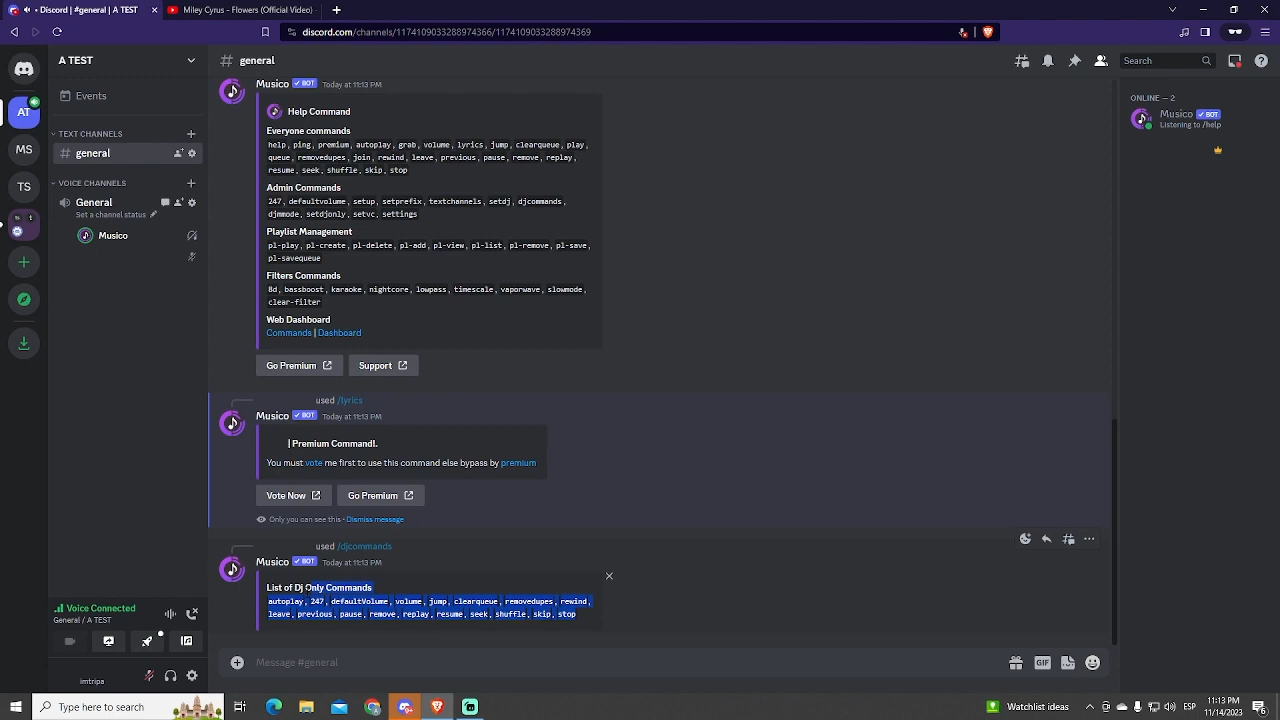 Discord | #general | A TEST
Miley Cyrus - Flowers (Official Video)
discord.com/channels/1174109033288974366/1174109033288974369
A TEST
# general
Search
Events
TEXT CHANNELS
# general
VOICE CHANNELS
General
Set a channel status
Musico
AT
MS
TS
Musico BOT Today at 11:13 PM
Help Command
Everyone commands
help, ping, premium, autoplay, grab, volume, lyrics, jump, clearqueue, play,
queue, removedupes, join, rewind, leave, previous, pause, remove, replay,
resume, seek, shuffle, skip, stop
Admin Commands
247, defaultvolume, setup, setprefix, textchannels, setdj, djcommands,
djmmode, setdjonly, setvc, settings
Playlist Management
pl-play, pl-create, pl-delete, pl-add, pl-view, pl-list, pl-remove, pl-save,
pl-savequeue
Filters Commands
8d, bassboost, karaoke, nightcore, lowpass, timescale, vaporwave, slowmode,
clear-filter
Web Dashboard
Commands | Dashboard
Go Premium
Support
used /lyrics
Musico BOT Today at 11:13 PM
| Premium Command!.
You must vote me first to use this command else bypass by premium
Vote Now
Go Premium
Only you can see this • Dismiss message
used /djcommands
Musico BOT Today at 11:13 PM
List of Dj Only Commands
autoplay, 247, defaultVolume, volume, jump, clearqueue, removedupes, rewind,
leave, previous, pause, remove, replay, resume, seek, shuffle, skip, stop
Message #general
GIF
ONLINE — 2
Musico BOT
Listening to /help
Voice Connected
General / A TEST
imtripa
Type here to search
Watchlist ideas
ESP
11:13 PM
11/14/2023